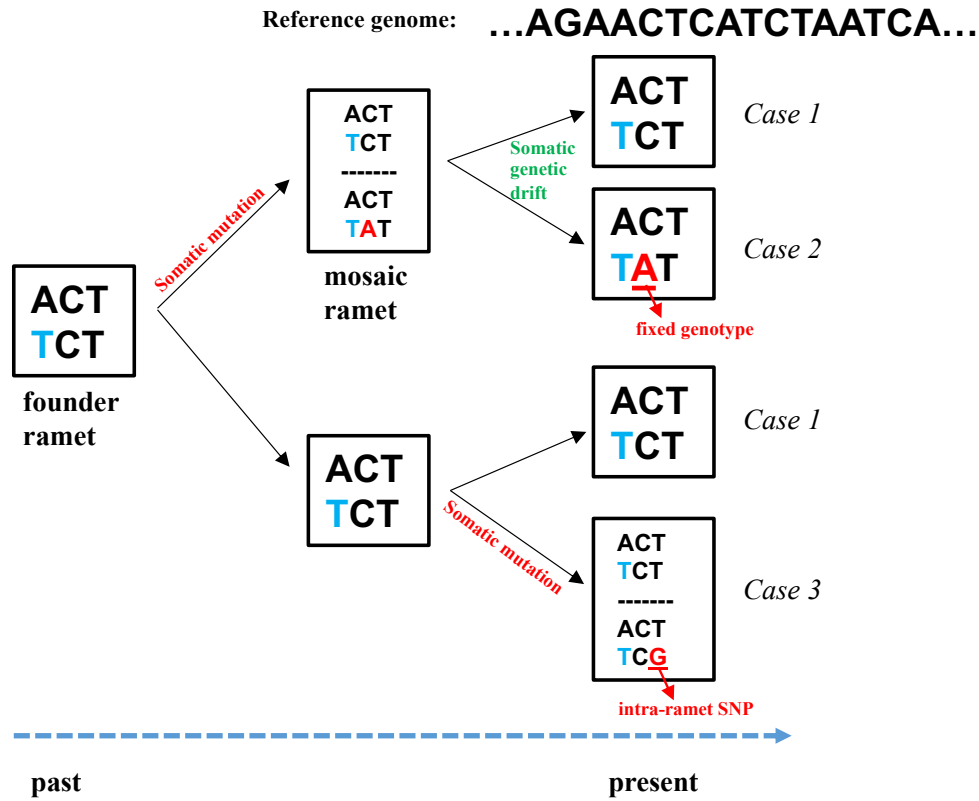 Reference genome: ...AGAACTCATCTAATCA...
ACT
TCT
founder
ramet
Somatic mutation
ACT
TCT
-------
ACT
TAT
mosaic
ramet
Somatic
genetic
drift
ACT
TCT
Case 1
ACT
TAT
Case 2
fixed genotype
ACT
TCT
Somatic mutation
ACT
TCT
Case 1
ACT
TCT
-------
ACT
TCG
Case 3
intra-ramet SNP
past
present